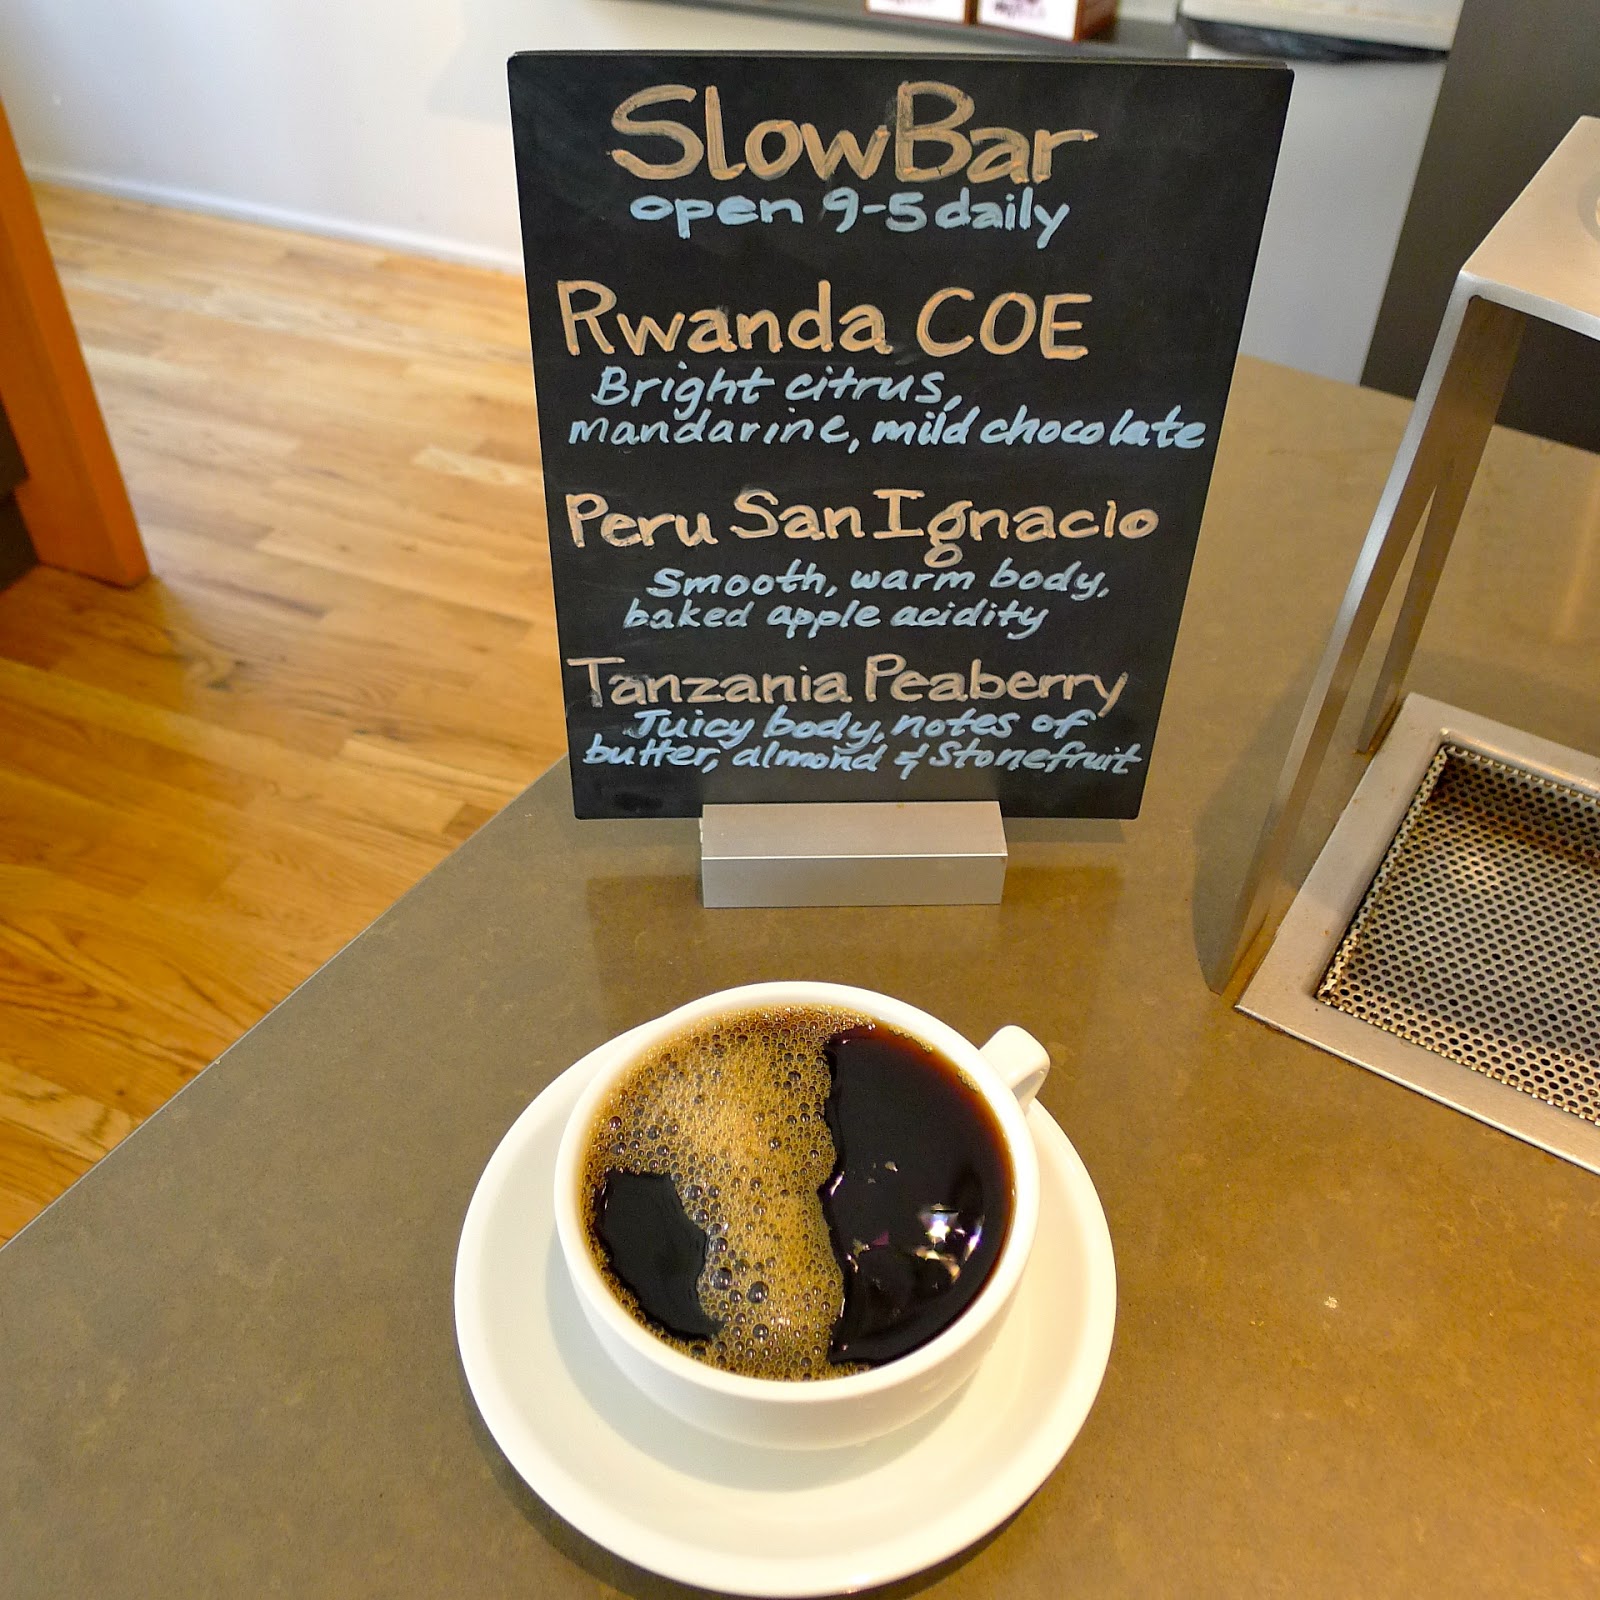 SlowBar
open 9-5 daily
Rwanda COE
Bright citrus,
mandarine, mild chocolate
Peru San Ignacio
Smooth, warm body,
baked apple acidity
Tanzania Peaberry
Juicy body, notes of
butter, almond & Stonefruit